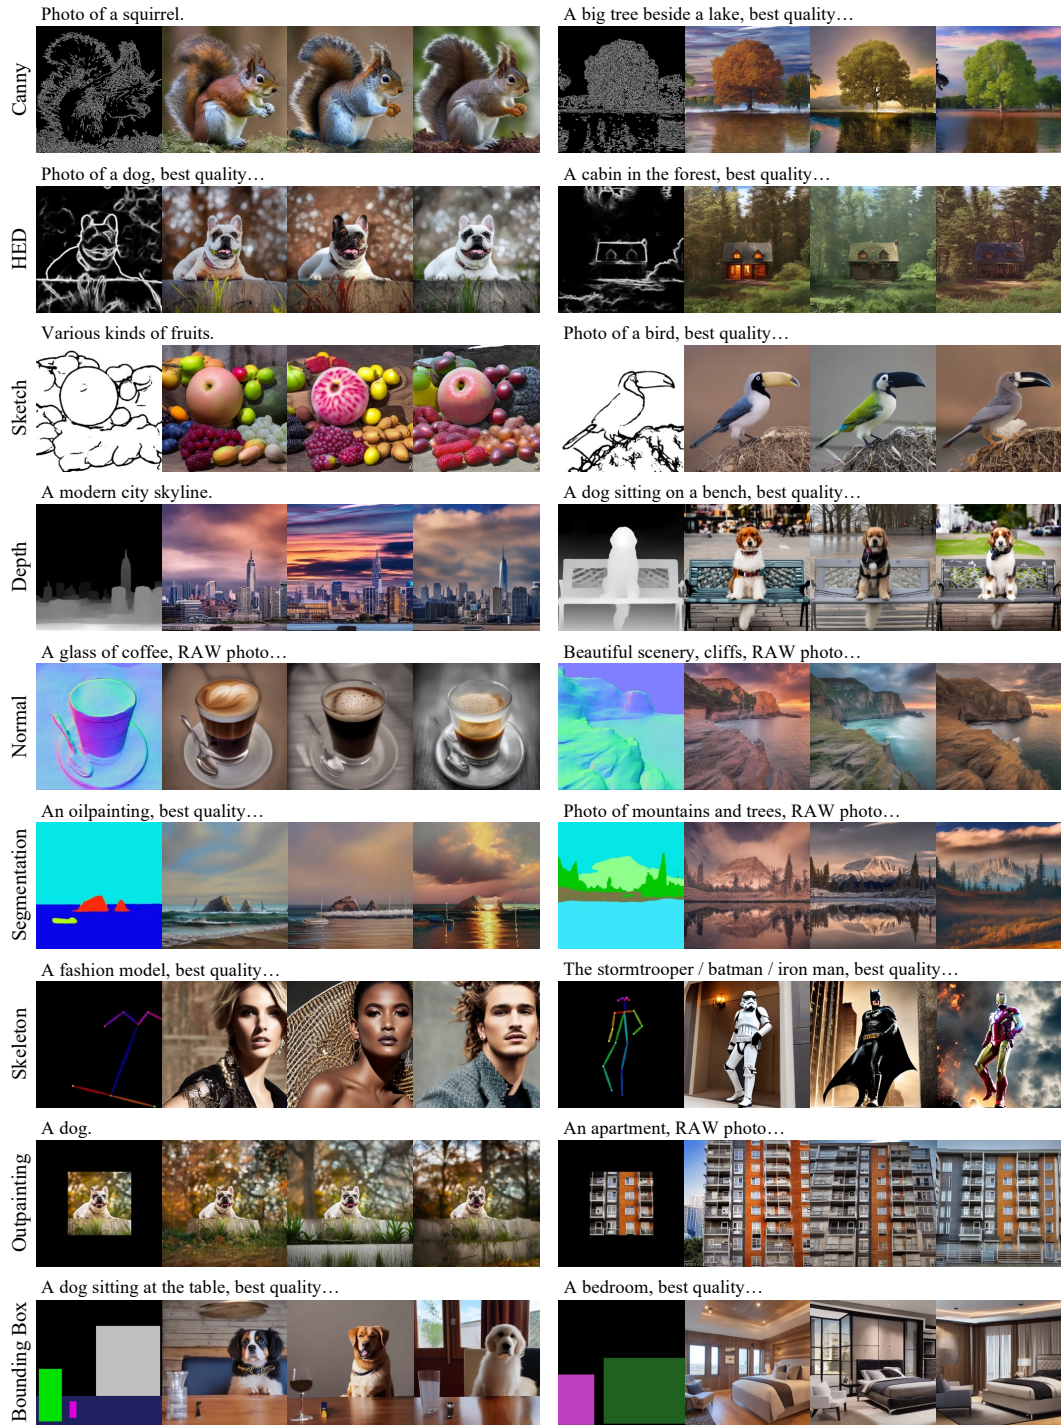 Photo of a squirrel.
A big tree beside a lake, best quality…
Canny
Photo of a dog, best quality…
A cabin in the forest, best quality…
HED
Various kinds of fruits.
Photo of a bird, best quality…
Sketch
A modern city skyline.
A dog sitting on a bench, best quality…
Depth
A glass of coffee, RAW photo…
Beautiful scenery, cliffs, RAW photo…
Normal
An oilpainting, best quality…
Photo of mountains and trees, RAW photo…
Segmentation
A fashion model, best quality…
The stormtrooper / batman / iron man, best quality…
Skeleton
A dog.
An apartment, RAW photo…
Outpainting
A dog sitting at the table, best quality…
A bedroom, best quality…
Bounding Box